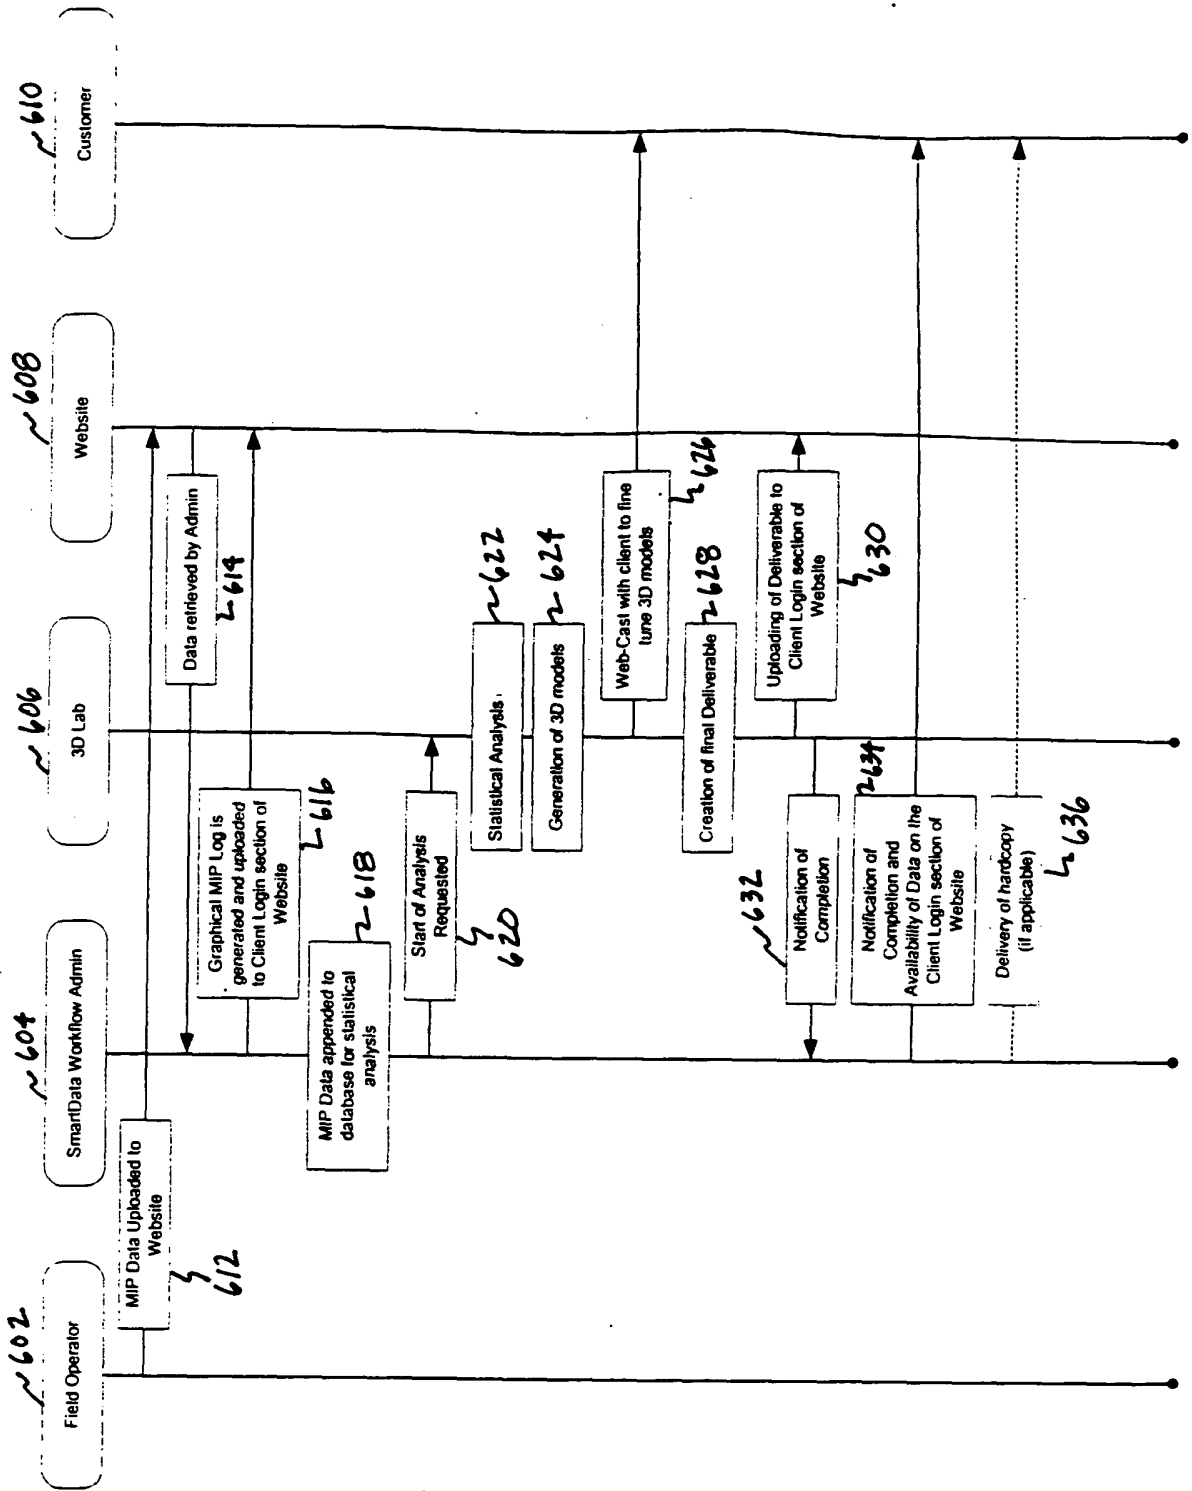 602
Field Operator
604
SmartData Workflow Admin
606
3D Lab
608
Website
610
Customer
MIP Data Uploaded to
Website
612
Data retrieved by Admin
614
Graphical MIP Log is
generated and uploaded
to Client Login section of
Website
616
MIP Data appended to
database for statistical
analysis
618
Start of Analysis
Requested
620
Statistical Analysis
622
Generation of 3D models
624
Web-Cast with client to fine
tune 3D models
626
Creation of final Deliverable
628
Uploading of Deliverable to
Client Login section of
Website
630
Notification of
Completion
632
Notification of
Completion and
Availability of Data on the
Client Login section of
Website
634
Delivery of hardcopy
(if applicable)
636